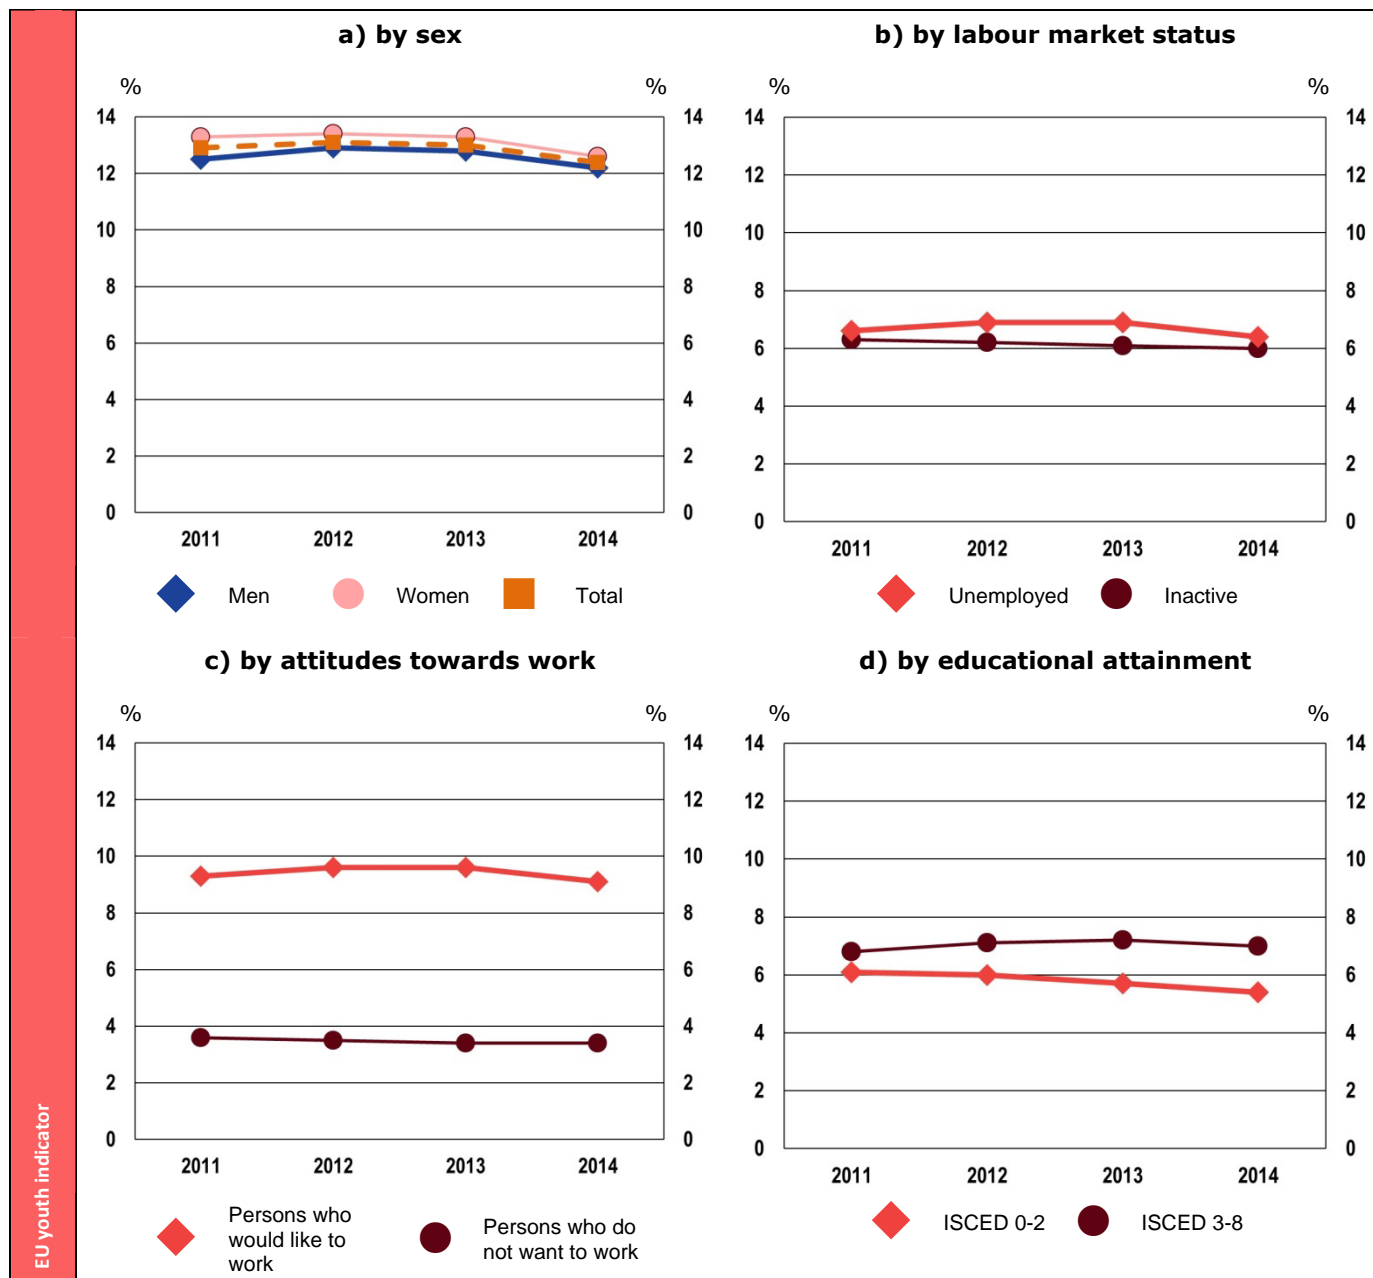 a) by sex
% %
14 14
12 12
10 10
8 8
6 6
4 4
2 2
0 0
2011 2012 2013 2014
Men Women Total
b) by labour market status
% %
14 14
12 12
10 10
8 8
6 6
4 4
2 2
0 0
2011 2012 2013 2014
Unemployed Inactive
c) by attitudes towards work
% %
14 14
12 12
10 10
8 8
6 6
4 4
2 2
0 0
2011 2012 2013 2014
Persons who
would like to
work
Persons who do
not want to work
d) by educational attainment
% %
14 14
12 12
10 10
8 8
6 6
4 4
2 2
0 0
2011 2012 2013 2014
ISCED 0-2 ISCED 3-8
EU youth indicator